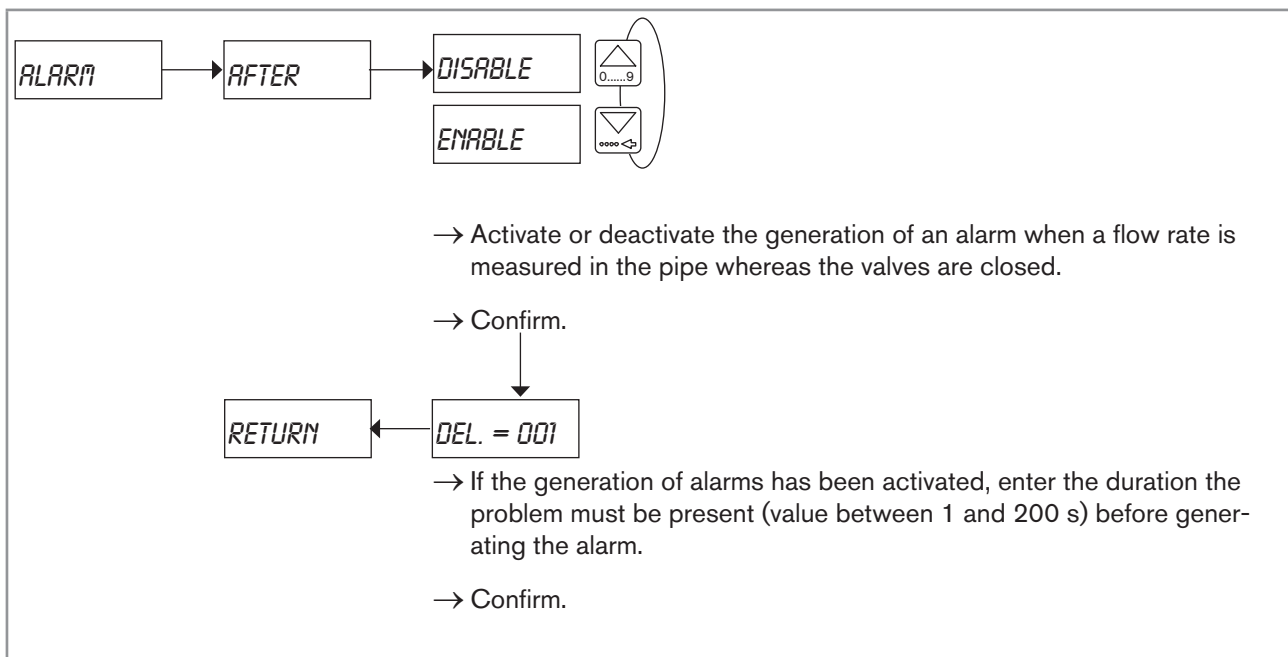 ALARM
AFTER
DISABLE
0......9
ENABLE
→ Activate or deactivate the generation of an alarm when a flow rate is
measured in the pipe whereas the valves are closed.
→ Confirm.
RETURN
DEL. = 001
→ If the generation of alarms has been activated, enter the duration the
problem must be present (value between 1 and 200 s) before gener-
ating the alarm.
→ Confirm.